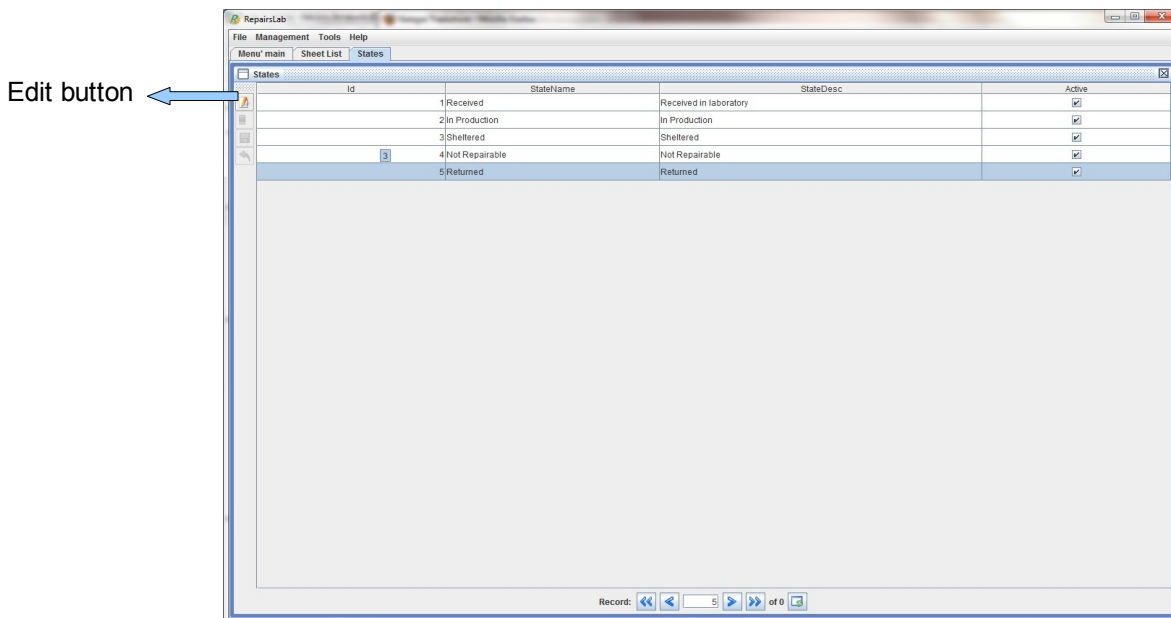 RepairsLab
File Management Tools Help
Menu' main Sheet List States
States
Edit button
Id StateName StateDesc Active
1 Received Received in laboratory
2 In Production In Production
3 Sheltered Sheltered
3 4 Not Repairable Not Repairable
5 Returned Returned
Record: 5 of 0